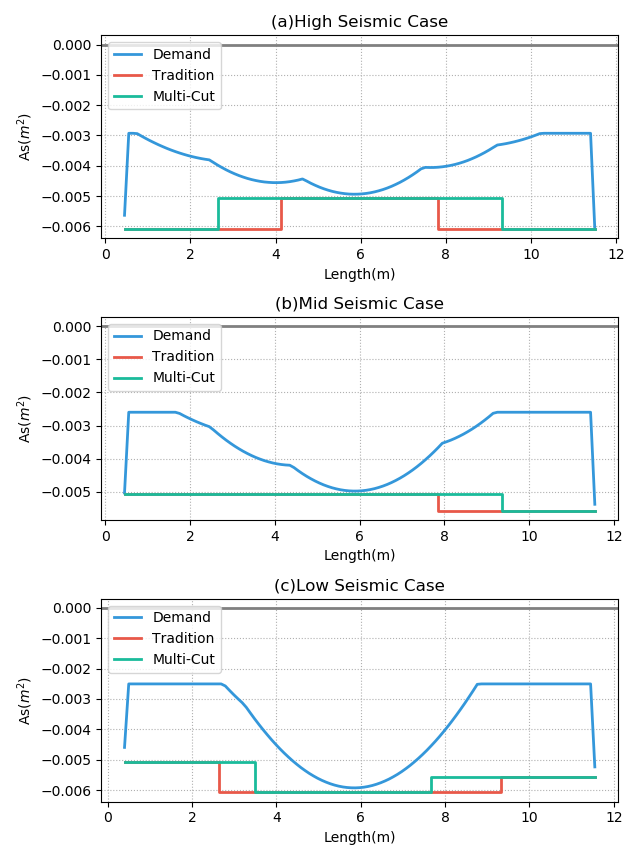 (a)High Seismic Case
0.000
−0.001
−0.002
−0.003
−0.004
−0.005
−0.006
As(m²)
Demand
Tradition
Multi-Cut
0 2 4 6 8 10 12
Length(m)
(b)Mid Seismic Case
0.000
−0.001
−0.002
−0.003
−0.004
−0.005
As(m²)
Demand
Tradition
Multi-Cut
0 2 4 6 8 10 12
Length(m)
(c)Low Seismic Case
0.000
−0.001
−0.002
−0.003
−0.004
−0.005
−0.006
As(m²)
Demand
Tradition
Multi-Cut
0 2 4 6 8 10 12
Length(m)